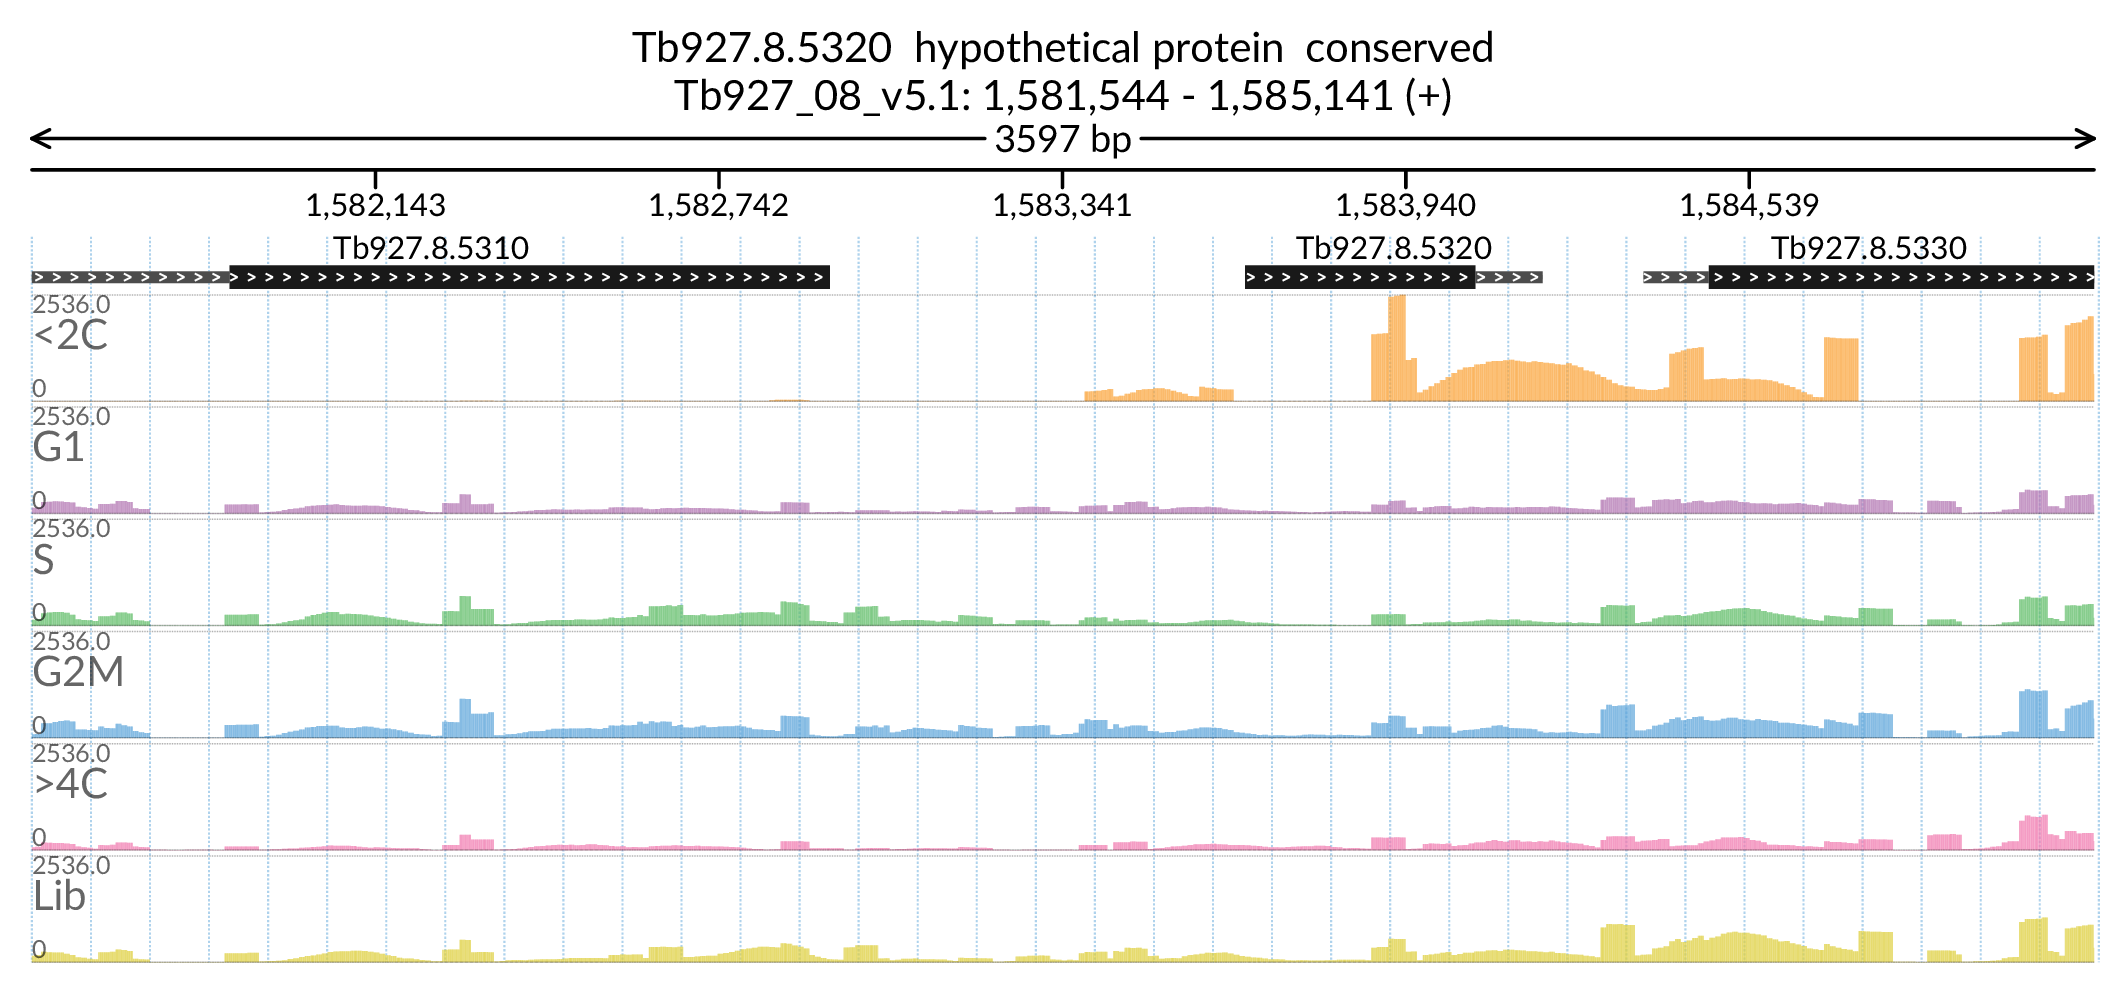 Tb927.8.5320  hypothetical protein  conserved
Tb927_08_v5.1: 1,581,544 - 1,585,141 (+)
3597 bp
1,582,143 1,582,742 1,583,341 1,583,940 1,584,539
Tb927.8.5310 Tb927.8.5320 Tb927.8.5330
2536.0
<2C
0
2536.0
G1
0
2536.0
S
0
2536.0
G2M
0
2536.0
>4C
0
2536.0
Lib
0